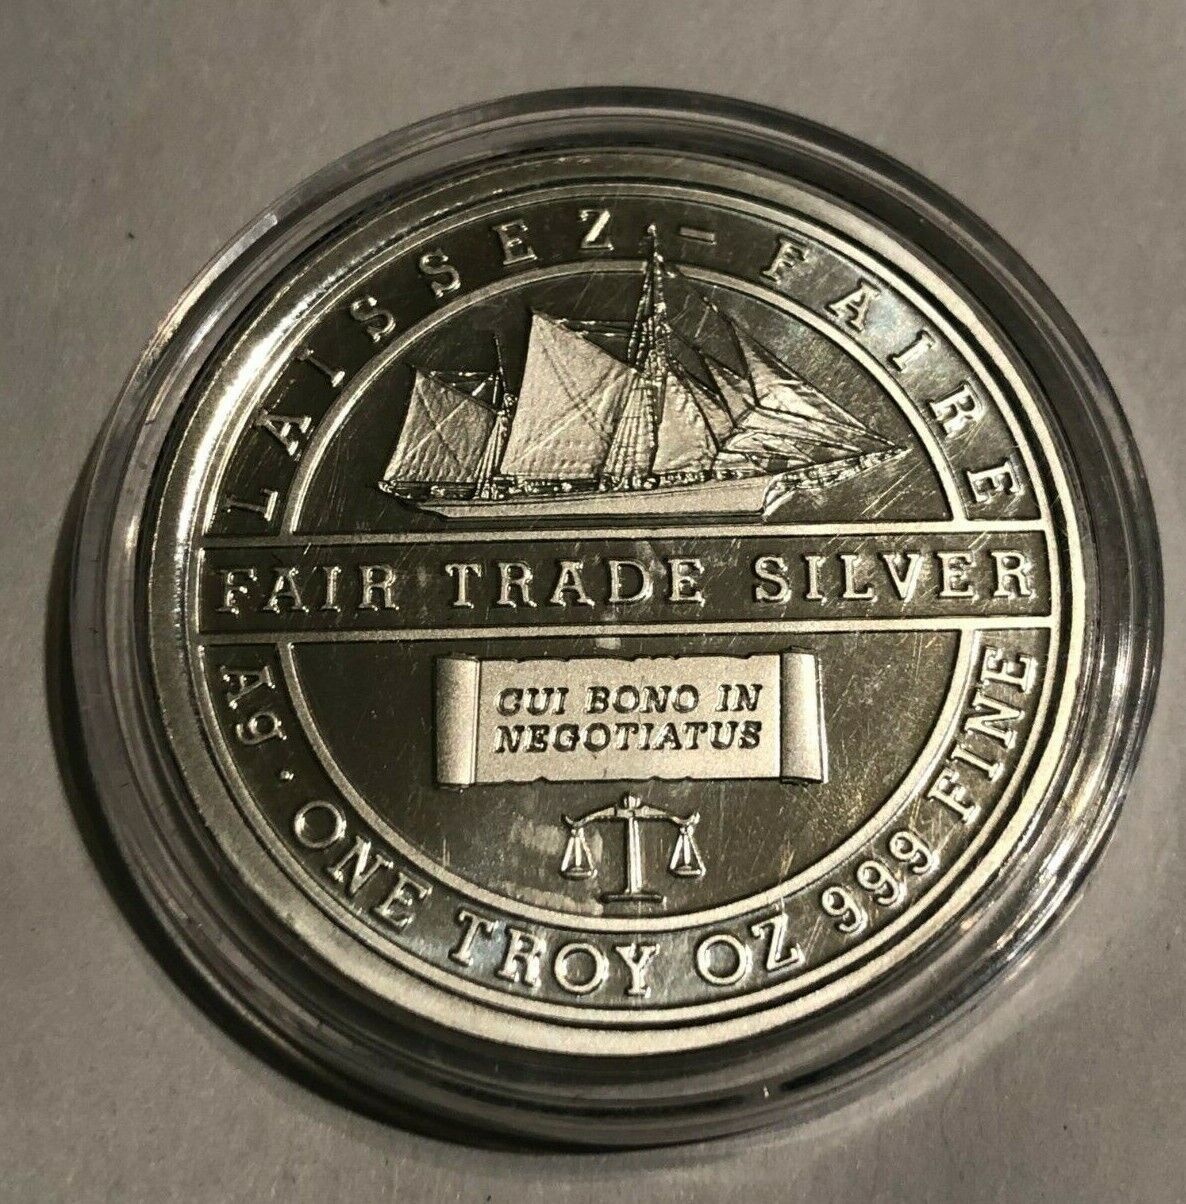 LAISSEZ-FAIRE
FAIR TRADE SILVER
CUI BONO IN
NEGOTIATUS
Ag · ONE TROY OZ 999 FINE